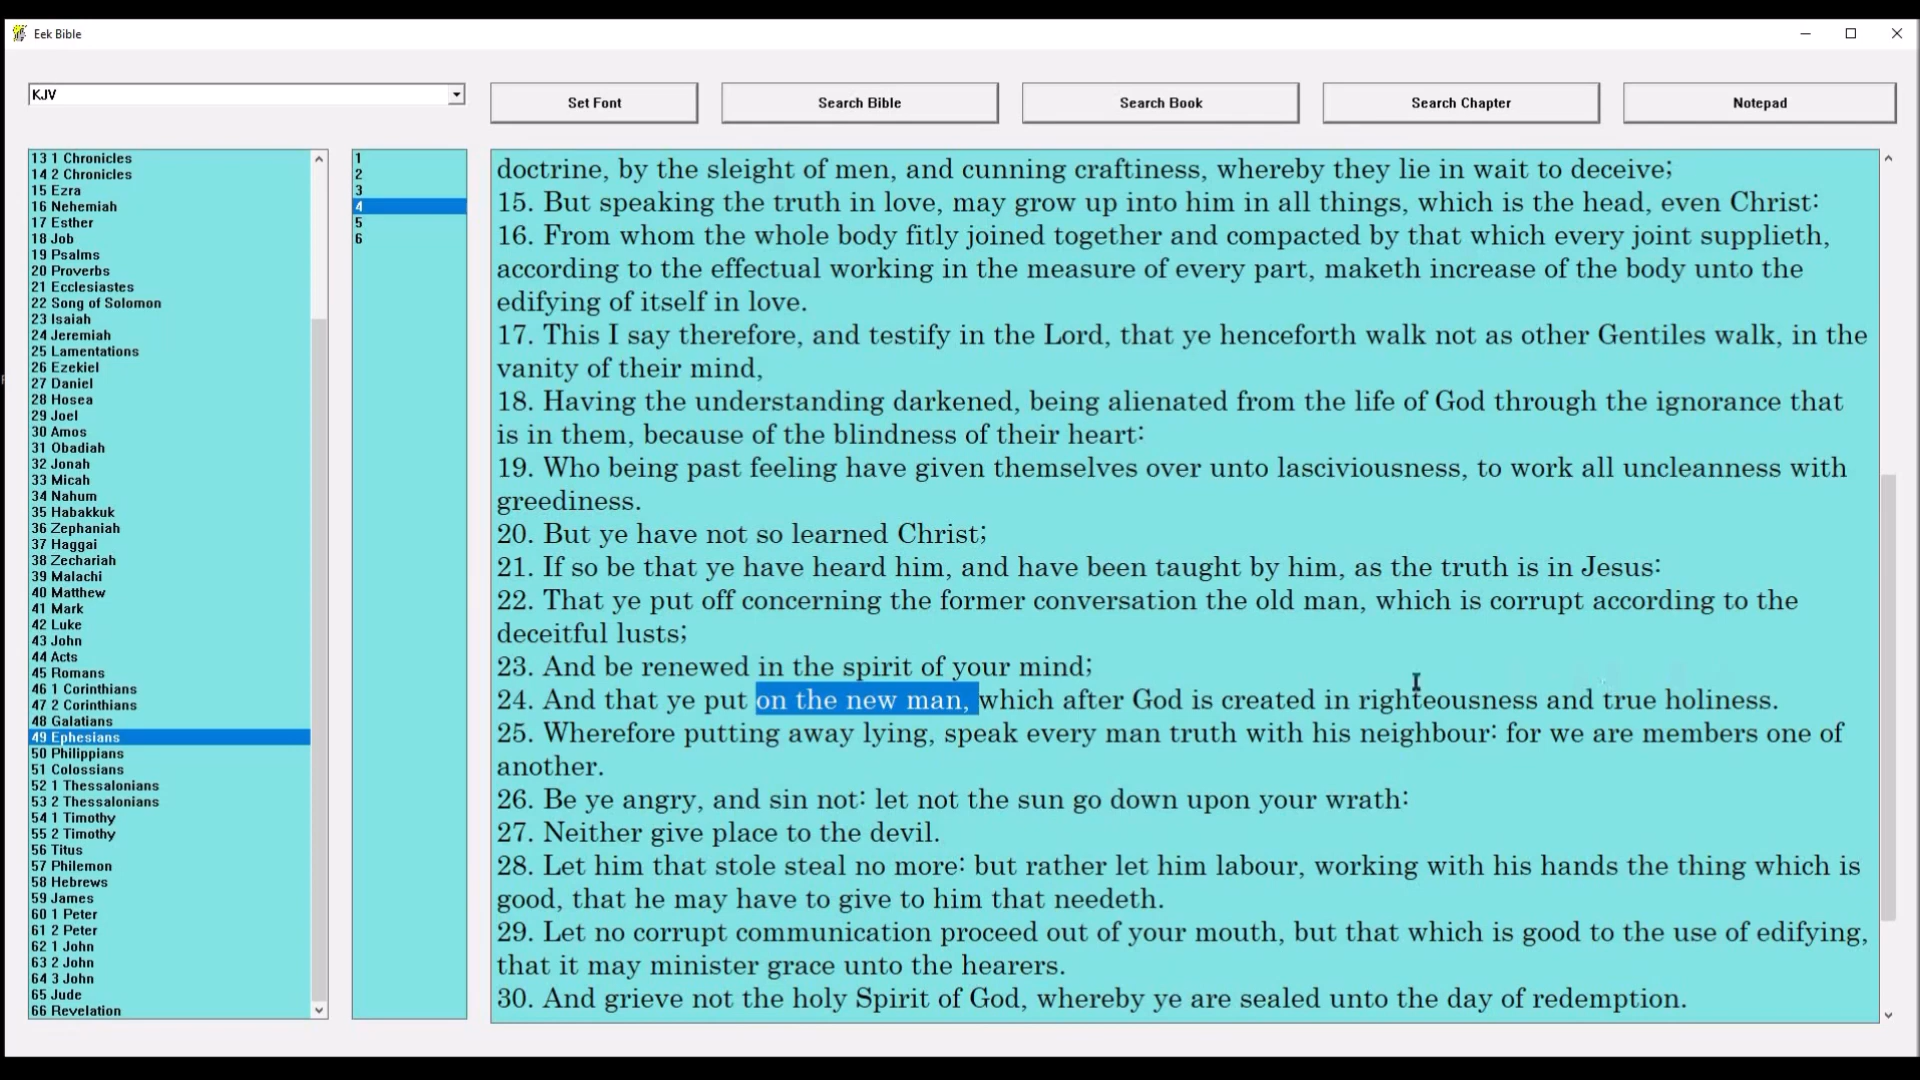 Eek Bible
KJV
Set Font
Search Bible
Search Book
Search Chapter
Notepad
13 1 Chronicles
14 2 Chronicles
15 Ezra
16 Nehemiah
17 Esther
18 Job
19 Psalms
20 Proverbs
21 Ecclesiastes
22 Song of Solomon
23 Isaiah
24 Jeremiah
25 Lamentations
26 Ezekiel
27 Daniel
28 Hosea
29 Joel
30 Amos
31 Obadiah
32 Jonah
33 Micah
34 Nahum
35 Habakkuk
36 Zephaniah
37 Haggai
38 Zechariah
39 Malachi
40 Matthew
41 Mark
42 Luke
43 John
44 Acts
45 Romans
46 1 Corinthians
47 2 Corinthians
48 Galatians
49 Ephesians
50 Philippians
51 Colossians
52 1 Thessalonians
53 2 Thessalonians
54 1 Timothy
55 2 Timothy
56 Titus
57 Philemon
58 Hebrews
59 James
60 1 Peter
61 2 Peter
62 1 John
63 2 John
64 3 John
65 Jude
66 Revelation
1
2
3
4
5
6
doctrine, by the sleight of men, and cunning craftiness, whereby they lie in wait to deceive;
15. But speaking the truth in love, may grow up into him in all things, which is the head, even Christ:
16. From whom the whole body fitly joined together and compacted by that which every joint supplieth,
according to the effectual working in the measure of every part, maketh increase of the body unto the
edifying of itself in love.
17. This I say therefore, and testify in the Lord, that ye henceforth walk not as other Gentiles walk, in the
vanity of their mind,
18. Having the understanding darkened, being alienated from the life of God through the ignorance that
is in them, because of the blindness of their heart:
19. Who being past feeling have given themselves over unto lasciviousness, to work all uncleanness with
greediness.
20. But ye have not so learned Christ;
21. If so be that ye have heard him, and have been taught by him, as the truth is in Jesus:
22. That ye put off concerning the former conversation the old man, which is corrupt according to the
deceitful lusts;
23. And be renewed in the spirit of your mind;
24. And that ye put on the new man, which after God is created in righteousness and true holiness.
25. Wherefore putting away lying, speak every man truth with his neighbour: for we are members one of
another.
26. Be ye angry, and sin not: let not the sun go down upon your wrath:
27. Neither give place to the devil.
28. Let him that stole steal no more: but rather let him labour, working with his hands the thing which is
good, that he may have to give to him that needeth.
29. Let no corrupt communication proceed out of your mouth, but that which is good to the use of edifying,
that it may minister grace unto the hearers.
30. And grieve not the holy Spirit of God, whereby ye are sealed unto the day of redemption.